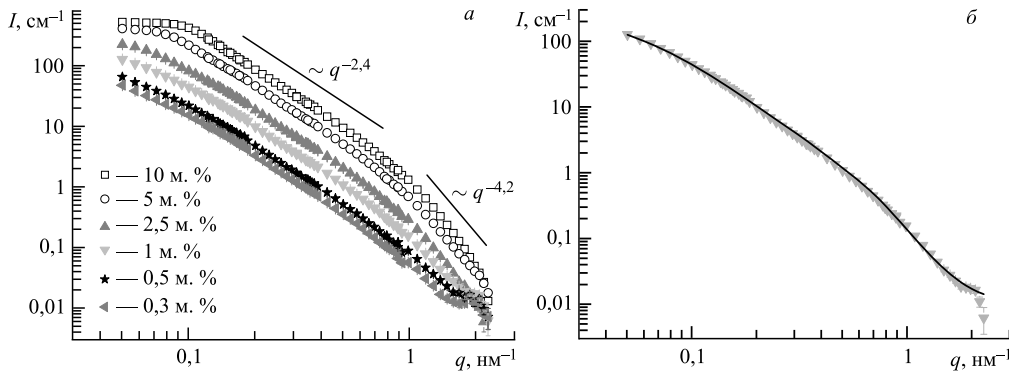 I, см⁻¹
а
100
10
1
0,1
0,01
~ q⁻²,⁴
~ q⁻⁴,²
10 м. %
5 м. %
2,5 м. %
1 м. %
0,5 м. %
0,3 м. %
0,1
1
q, нм⁻¹
I, см⁻¹
б
100
10
1
0,1
0,01
0,1
1
q, нм⁻¹